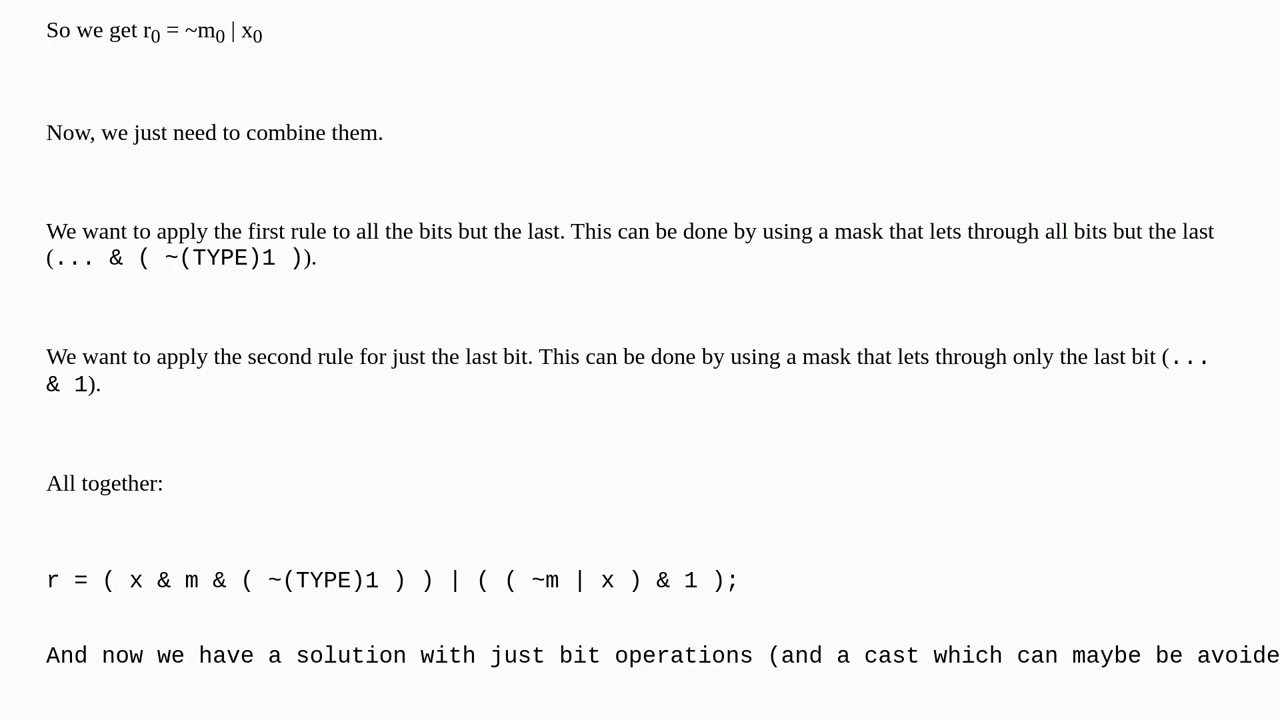 So we get r₀ = ~m₀ | x₀
Now, we just need to combine them.
We want to apply the first rule to all the bits but the last. This can be done by using a mask that lets through all bits but the last
(... & ( ~(TYPE)1 )).
We want to apply the second rule for just the last bit. This can be done by using a mask that lets through only the last bit (...
& 1).
All together:
r = ( x & m & ( ~(TYPE)1 ) ) | ( ( ~m | x ) & 1 );
And now we have a solution with just bit operations (and a cast which can maybe be avoide